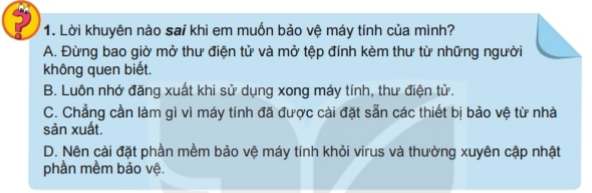 1. Lời khuyên nào sai khi em muốn bảo vệ máy tính của mình?
A. Đừng bao giờ mở thư điện tử và mở tệp đính kèm thư từ những người
không quen biết.
B. Luôn nhớ đăng xuất khi sử dụng xong máy tính, thư điện tử.
C. Chẳng cần làm gì vì máy tính đã được cài đặt sẵn các thiết bị bảo vệ từ nhà
sản xuất.
D. Nên cài đặt phần mềm bảo vệ máy tính khỏi virus và thường xuyên cập nhật
phần mềm bảo vệ.